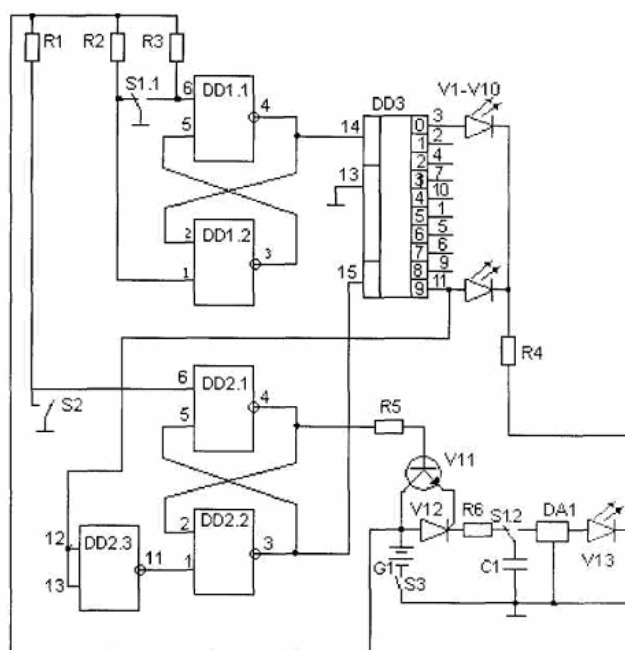 R1 R2 R3
S1.1
6 DD1.1 4
5
V1-V10
DD3
14 0 3
1 2
2 4
13 3 7
4 10
5 1
6 5
7 6
15 8 9
9 11
2 DD1.2 3
1
R4
6 DD2.1 4
5
S2
R5
V11
2 DD2.2 3
1
12 DD2.3 11
13
V12 R6 S1.2 DA1
G1 S3 C1 V13